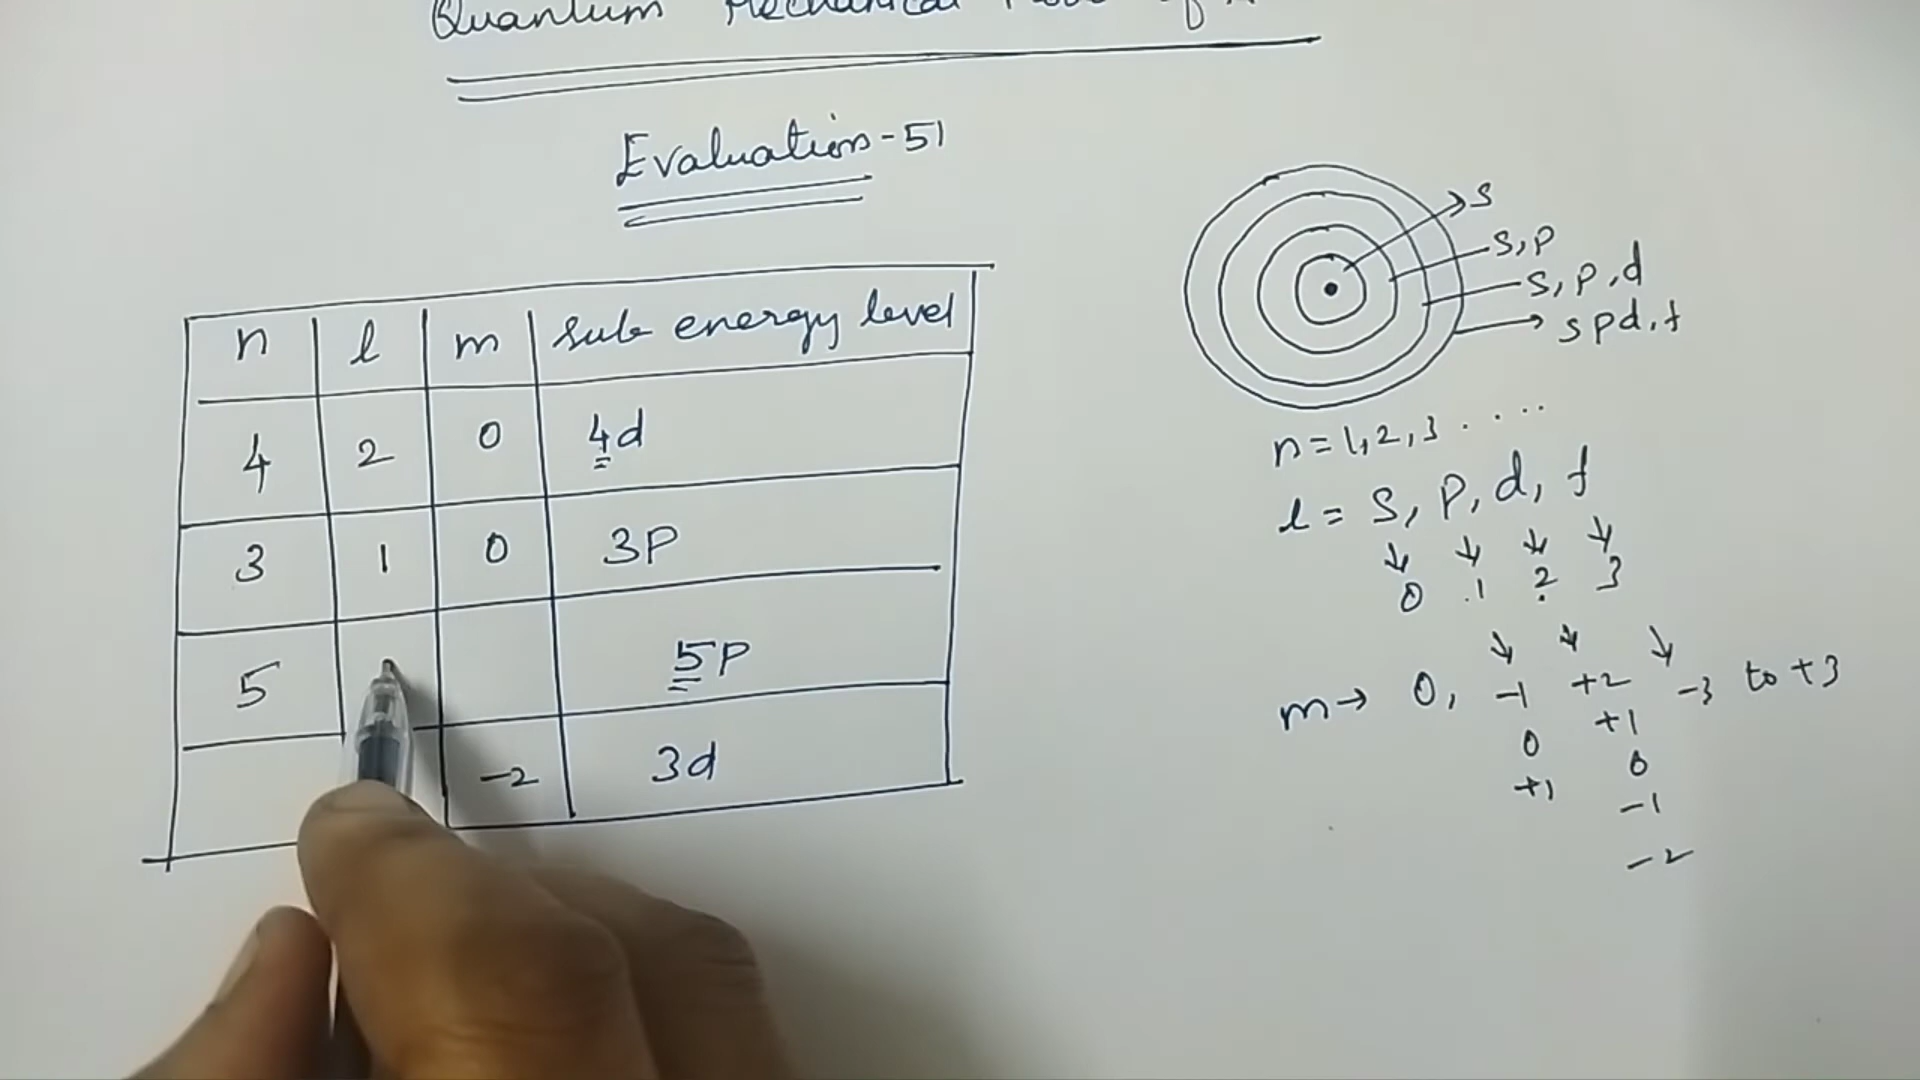 Quantum Mechanical
Evaluation-51
n l m sub energy level
4 2 0 4d
3 1 0 3P
5 5P
-2 3d
s
s, p
s, p, d
s p d, f
n = 1, 2, 3 . . . . .
l = s, p, d, f
0 1 2 3
m → 0, -1 +2 -3 to +3
+1
0 0
+1 -1
-2